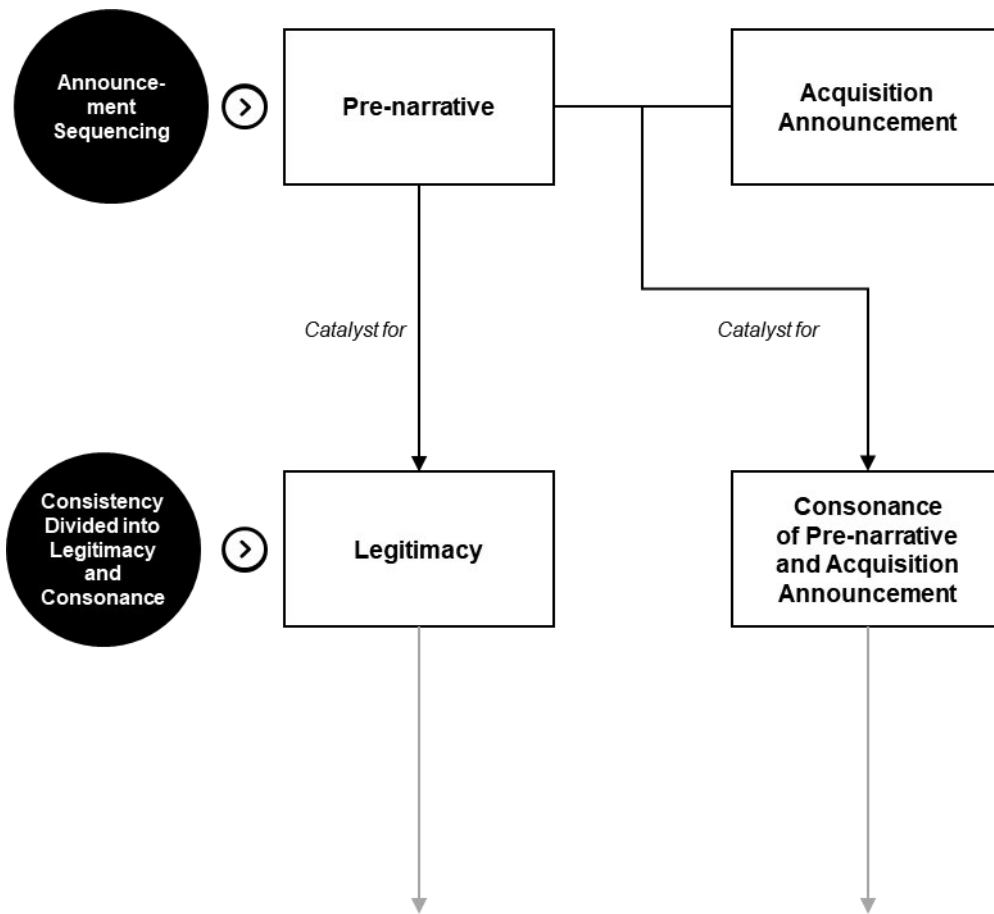 Announce-
ment
Sequencing
Pre-narrative
Acquisition
Announcement
Catalyst for
Catalyst for
Consistency
Divided into
Legitimacy
and
Consonance
Legitimacy
Consonance
of Pre-narrative
and Acquisition
Announcement